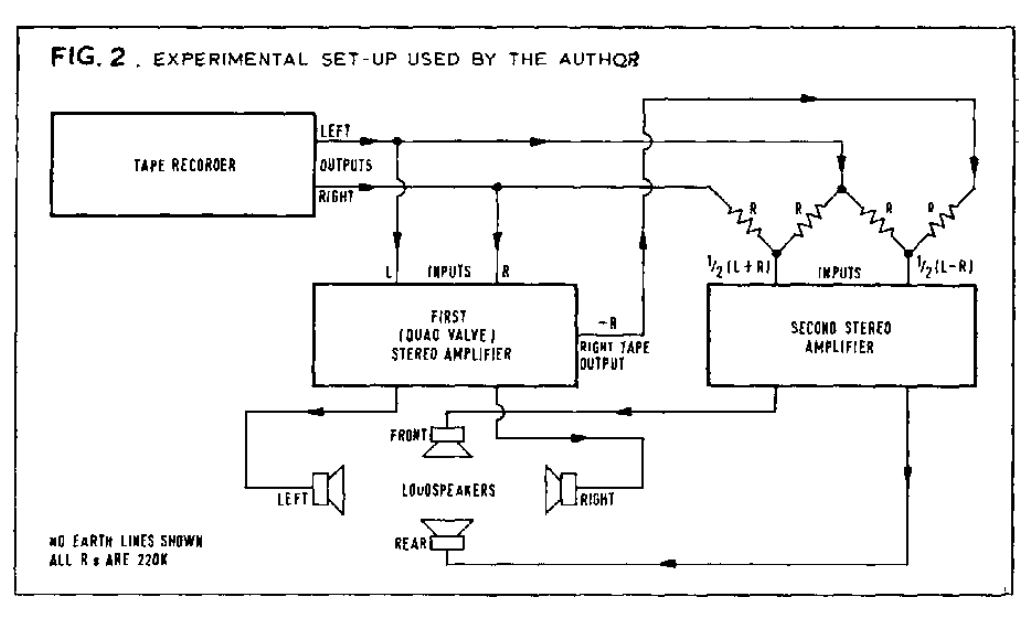 FIG. 2. EXPERIMENTAL SET-UP USED BY THE AUTHOR
LEFT
TAPE RECORDER
OUTPUTS
RIGHT
R
R
R
R
L
INPUTS
R
1/2(L+R)
INPUTS
1/2(L-R)
FIRST
(QUAD VALVE)
STEREO AMPLIFIER
-R
RIGHT TAPE
OUTPUT
SECOND STEREO
AMPLIFIER
FRONT
LEFT
LOUDSPEAKERS
RIGHT
REAR
NO EARTH LINES SHOWN
ALL R s ARE 220K